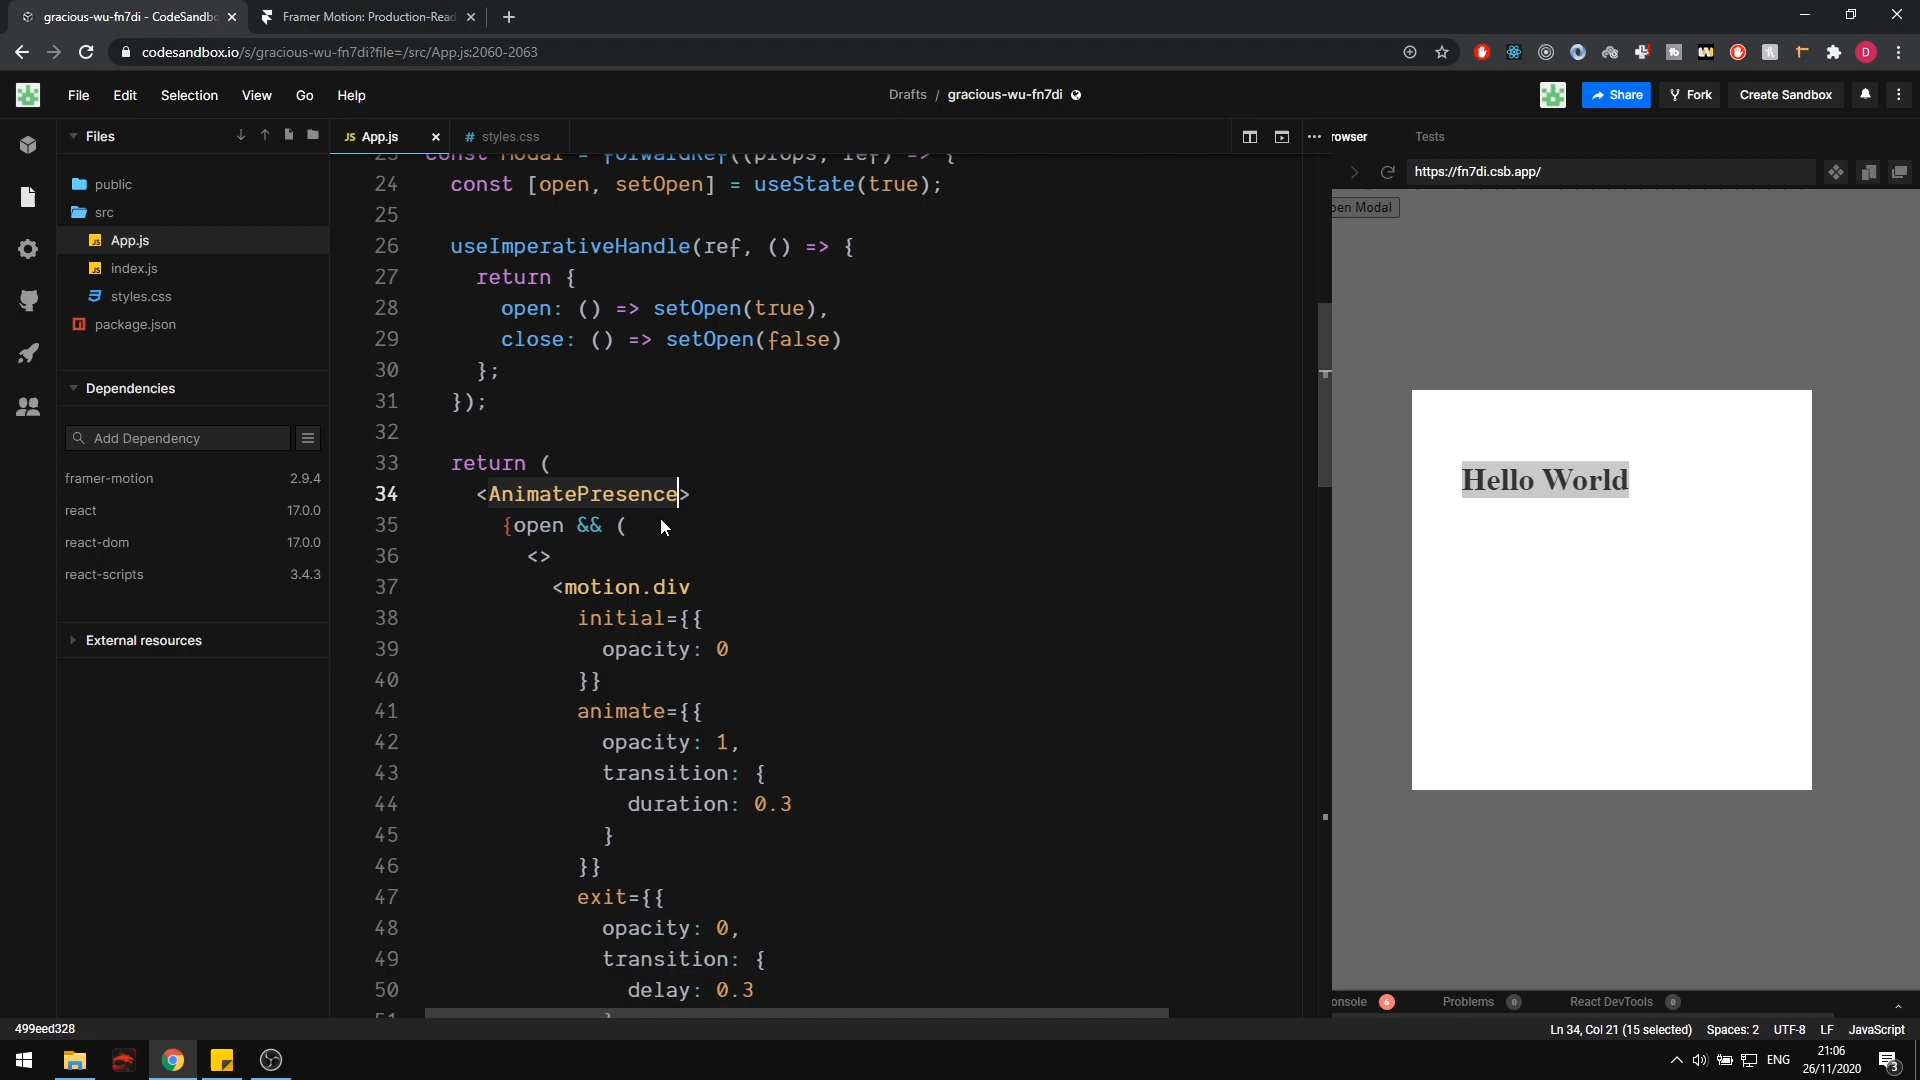 gracious-wu-fn7di - CodeSandbo
Framer Motion: Production-Read
codesandbox.io/s/gracious-wu-fn7di?file=/src/App.js:2060-2063
D
File Edit Selection View Go Help
Drafts / gracious-wu-fn7di
Share
Fork
Create Sandbox
Files
JS App.js
# styles.css
rowser
Tests
https://fn7di.csb.app/
public
src
App.js
index.js
styles.css
package.json
Dependencies
Add Dependency
framer-motion 2.9.4
react 17.0.0
react-dom 17.0.0
react-scripts 3.4.3
External resources
23 const Modal = forwardRef((props, ref) => {
24 const [open, setOpen] = useState(true);
25
26 useImperativeHandle(ref, () => {
27 return {
28 open: () => setOpen(true),
29 close: () => setOpen(false)
30 };
31 });
32
33 return (
34 <AnimatePresence>
35 {open && (
36 <>
37 <motion.div
38 initial={{
39 opacity: 0
40 }}
41 animate={{
42 opacity: 1,
43 transition: {
44 duration: 0.3
45 }
46 }}
47 exit={{
48 opacity: 0,
49 transition: {
50 delay: 0.3
51 }
pen Modal
Hello World
onsole 6
Problems 0
React DevTools 0
499eed328
Ln 34, Col 21 (15 selected) Spaces: 2 UTF-8 LF JavaScript
ENG
21:06
26/11/2020
3